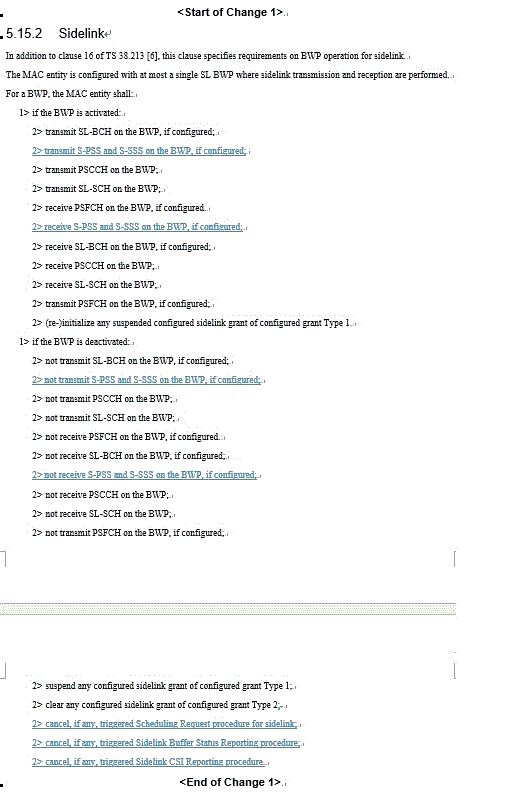 <Start of Change 1>
5.15.2 Sidelink
In addition to clause 16 of TS 38.213 [6], this clause specifies requirements on BWP operation for sidelink.
The MAC entity is configured with at most a single SL BWP where sidelink transmission and reception are performed.
For a BWP, the MAC entity shall:
1> if the BWP is activated:
2> transmit SL-BCH on the BWP, if configured;
2> transmit S-PSS and S-SSS on the BWP, if configured;
2> transmit PSCCH on the BWP;
2> transmit SL-SCH on the BWP;
2> receive PSFCH on the BWP, if configured.
2> receive S-PSS and S-SSS on the BWP, if configured;
2> receive SL-BCH on the BWP, if configured;
2> receive PSCCH on the BWP;
2> receive SL-SCH on the BWP;
2> transmit PSFCH on the BWP, if configured;
2> (re-)initialize any suspended configured sidelink grant of configured grant Type 1.
1> if the BWP is deactivated:
2> not transmit SL-BCH on the BWP, if configured;
2> not transmit S-PSS and S-SSS on the BWP, if configured;
2> not transmit PSCCH on the BWP;
2> not transmit SL-SCH on the BWP;
2> not receive PSFCH on the BWP, if configured.
2> not receive SL-BCH on the BWP, if configured;
2> not receive S-PSS and S-SSS on the BWP, if configured;
2> not receive PSCCH on the BWP;
2> not receive SL-SCH on the BWP;
2> not transmit PSFCH on the BWP, if configured;
2> suspend any configured sidelink grant of configured grant Type 1;
2> clear any configured sidelink grant of configured grant Type 2;
2> cancel, if any, triggered Scheduling Request procedure for sidelink;
2> cancel, if any, triggered Sidelink Buffer Status Reporting procedure;
2> cancel, if any, triggered Sidelink CSI Reporting procedure.
<End of Change 1>